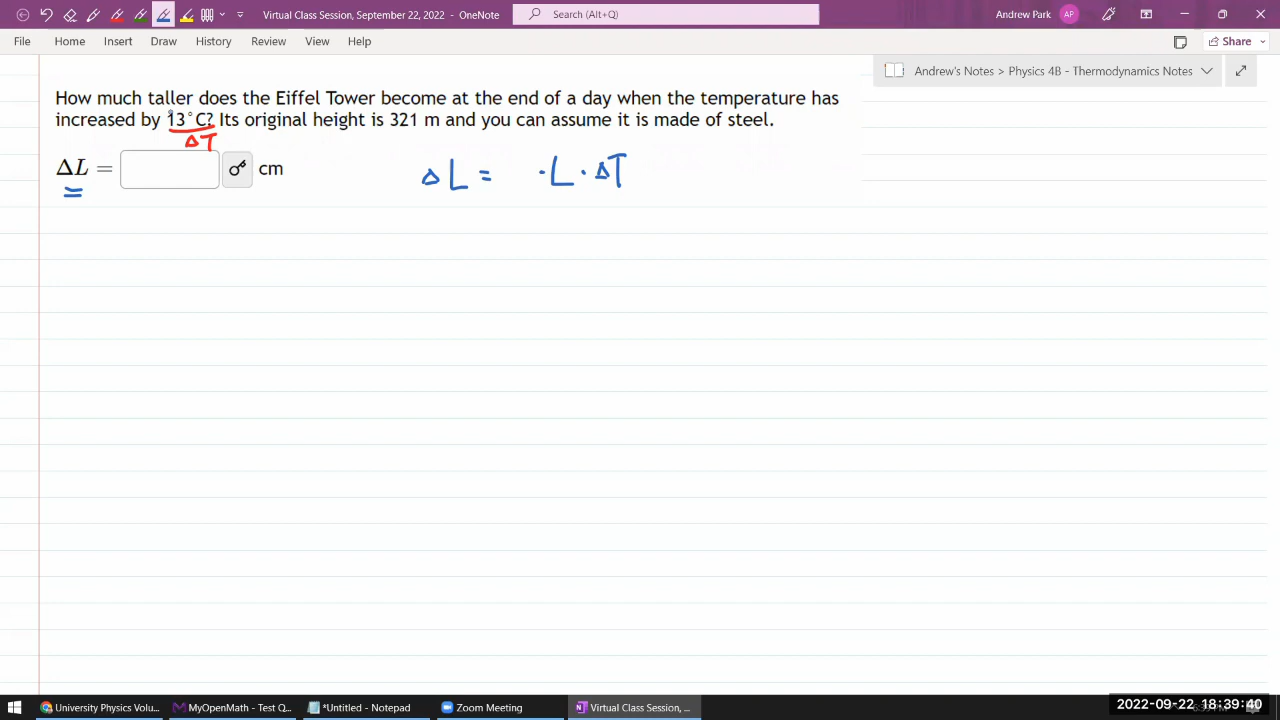 Virtual Class Session, September 22, 2022 - OneNote
Search (Alt+Q)
Andrew Park
AP
File Home Insert Draw History Review View Help
Share
Andrew's Notes > Physics 4B - Thermodynamics Notes
How much taller does the Eiffel Tower become at the end of a day when the temperature has
increased by 13°C? Its original height is 321 m and you can assume it is made of steel.
ΔT
ΔL = cm
ΔL = · L · ΔT
University Physics Volu...
MyOpenMath - Test Q...
*Untitled - Notepad
Zoom Meeting
Virtual Class Session, ...
2022-09-22 18:39:40